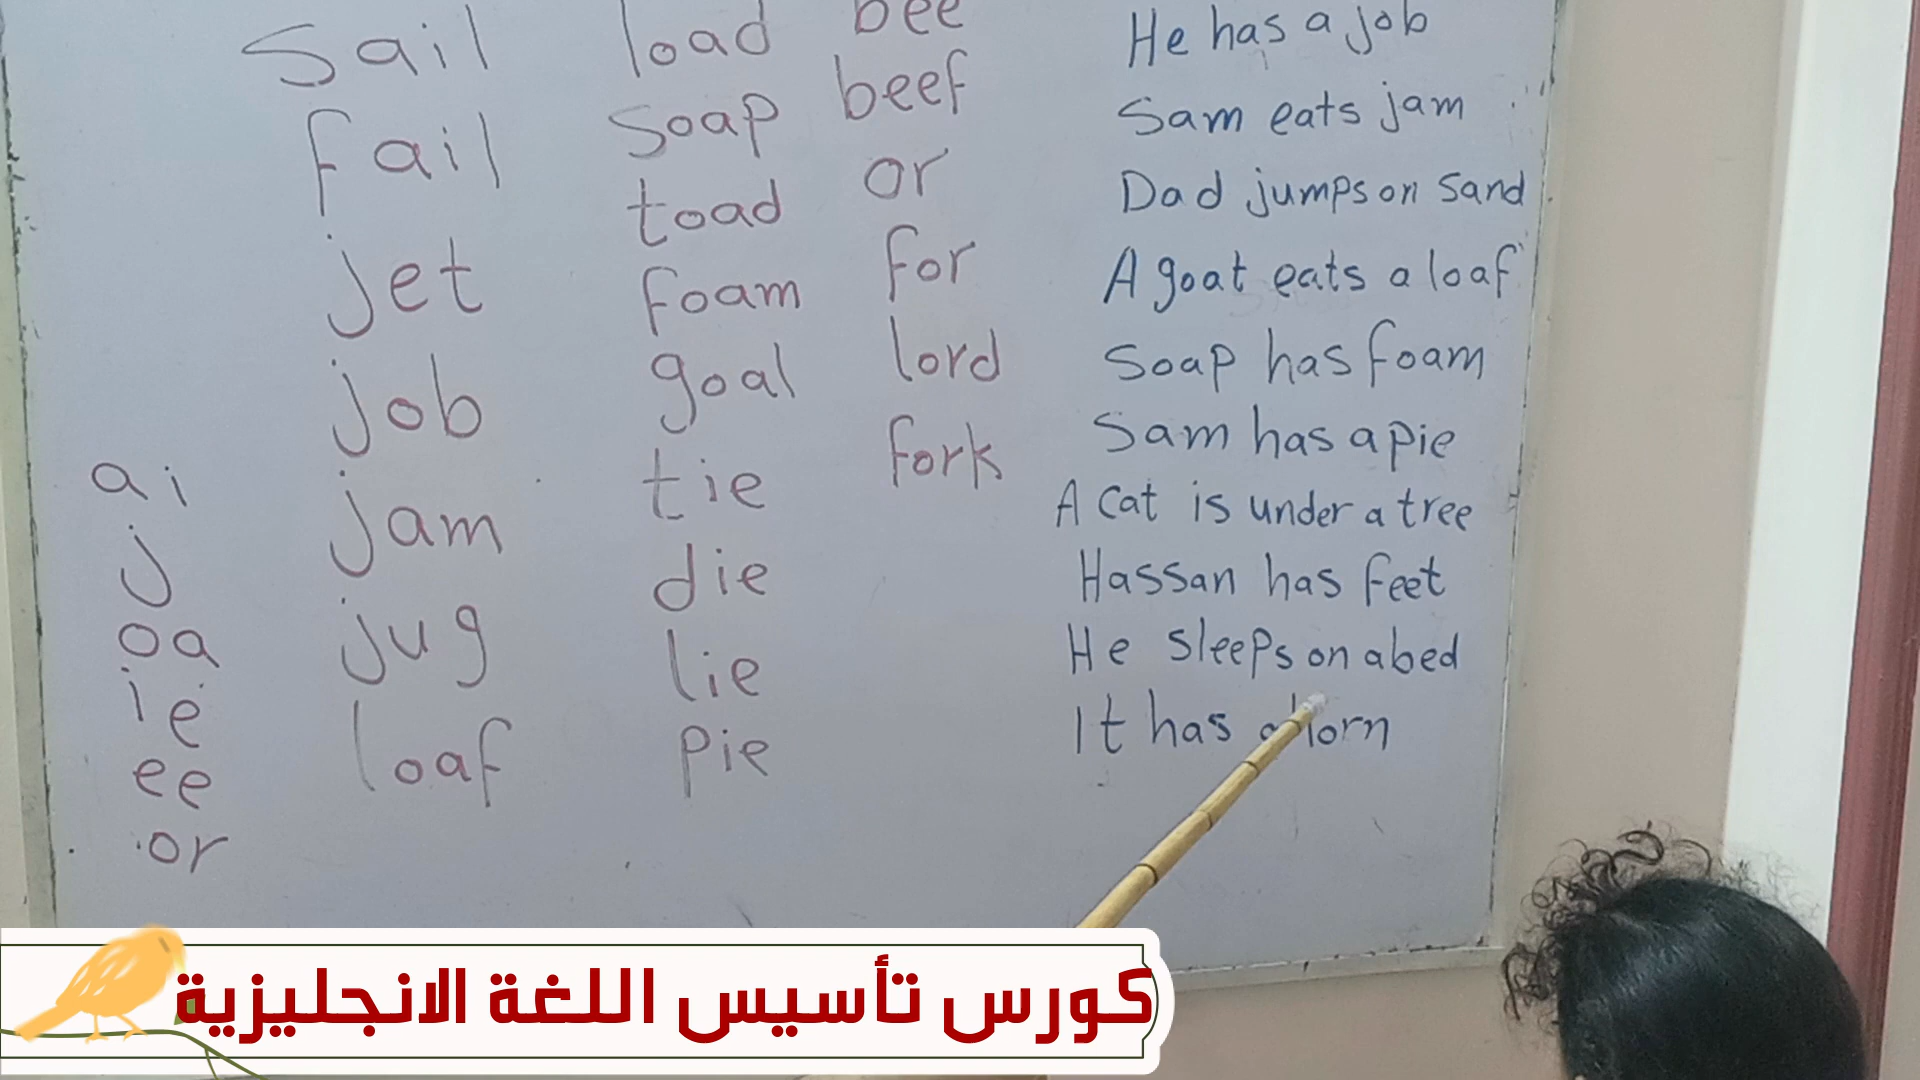 ai
j
oa
ie
ee
or
sail
fail
jet
job
jam
jug
loaf
load
soap
toad
foam
goal
tie
die
lie
pie
bee
beef
or
for
lord
fork
He has a job
Sam eats jam
Dad jumps on sand
A goat eats a loaf
Soap has foam
Sam has a pie
A cat is under a tree
Hassan has feet
He sleeps on a bed
It has a horn
كورس تأسيس اللغة الانجليزية